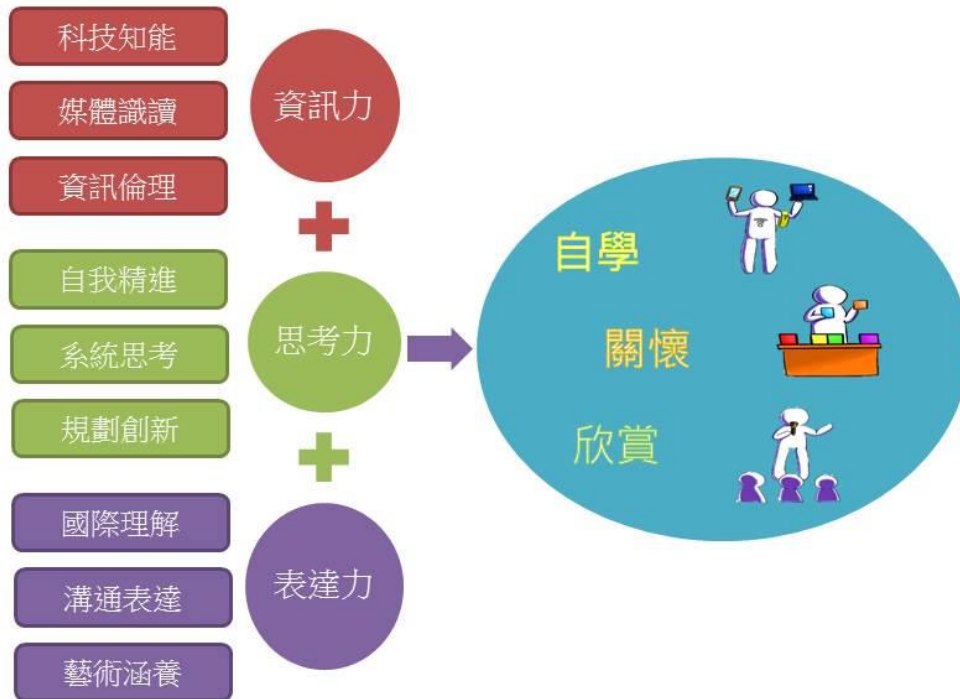 科技知能
媒體識讀
資訊倫理
資訊力
自我精進
系統思考
規劃創新
思考力
國際理解
溝通表達
藝術涵養
表達力
自學
關懷
欣賞